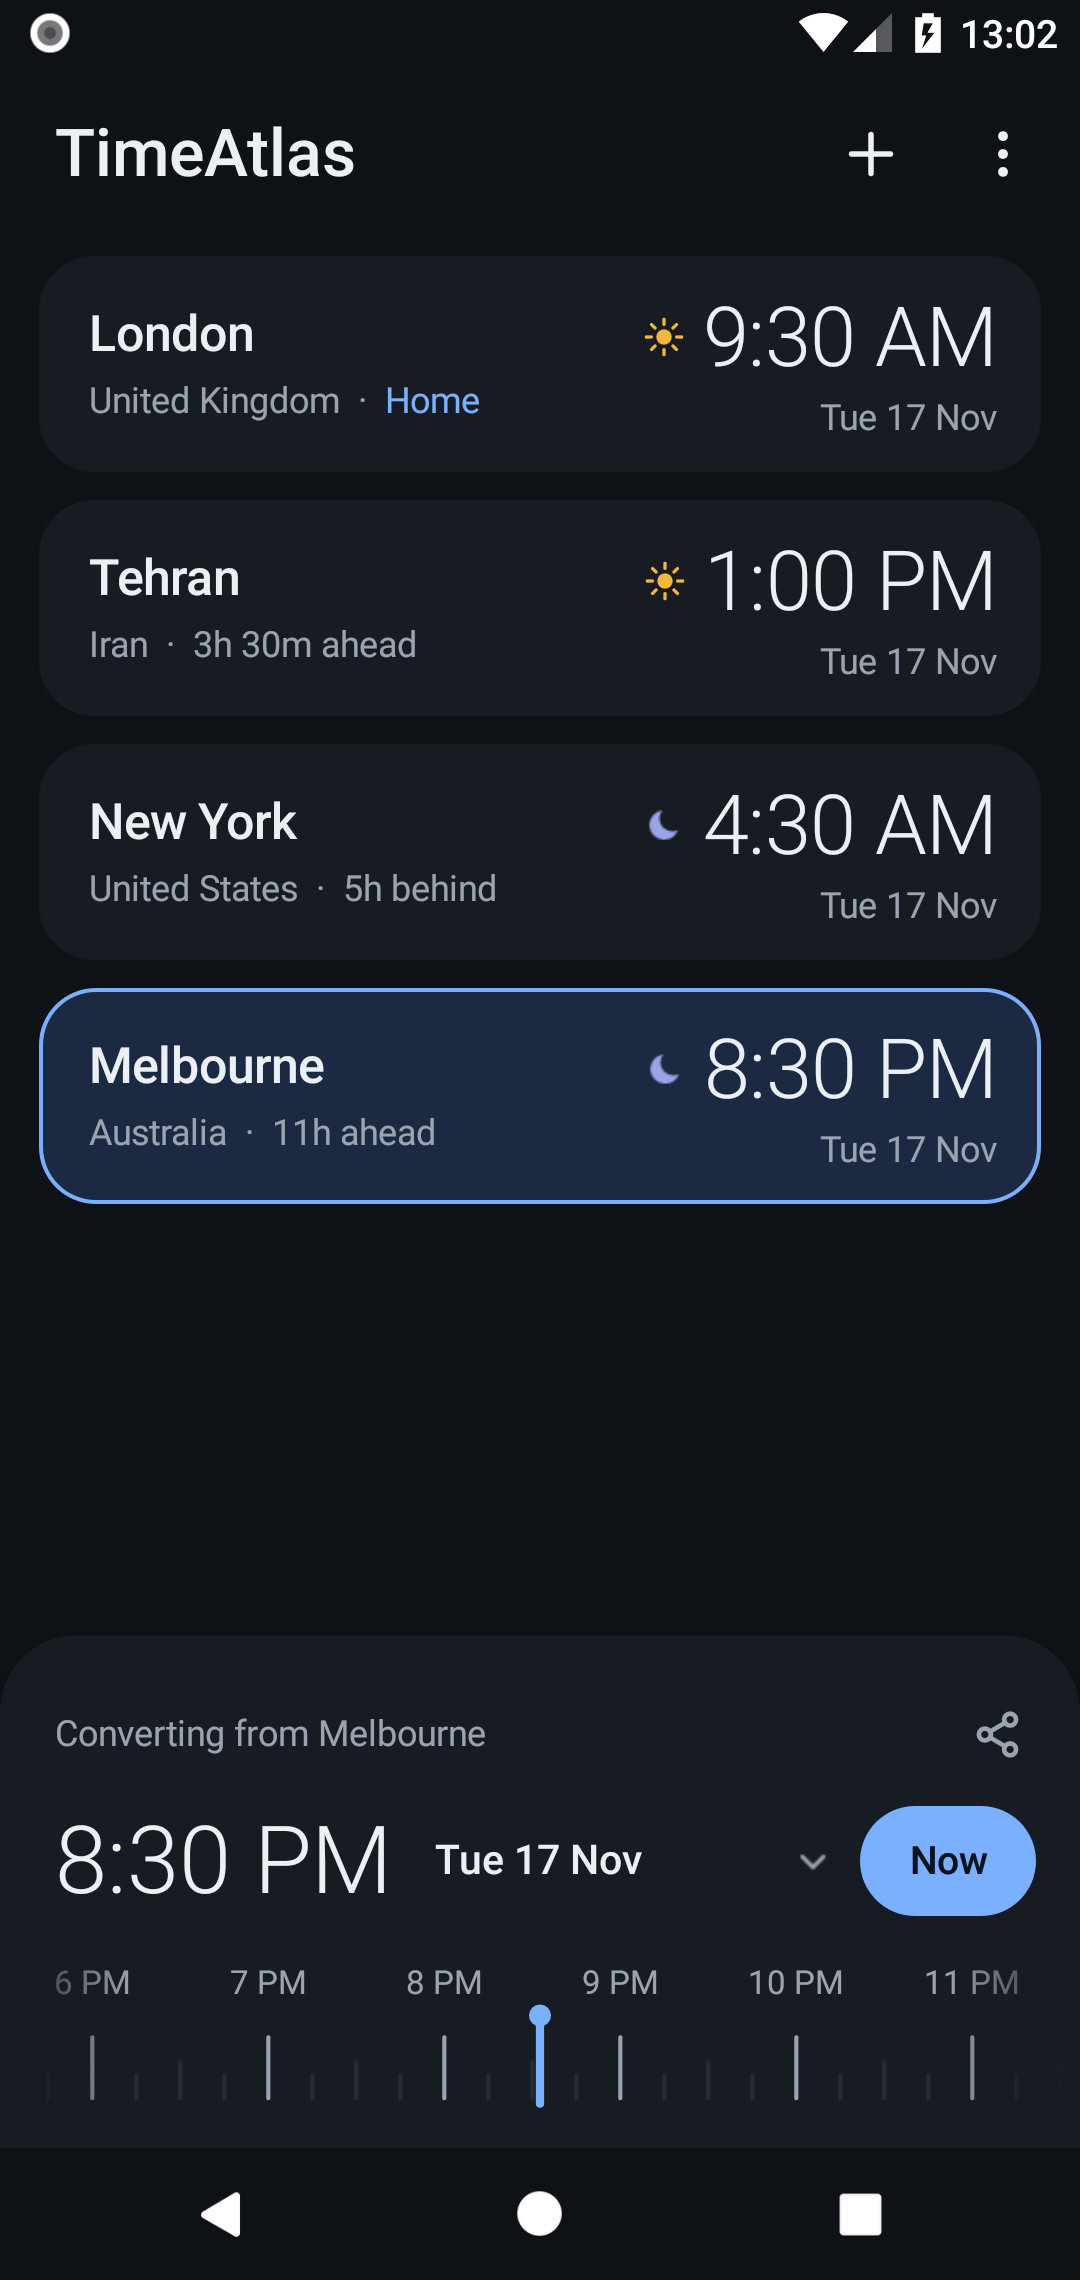 13:02
TimeAtlas
London
9:30 AM
United Kingdom · Home
Tue 17 Nov
Tehran
1:00 PM
Iran · 3h 30m ahead
Tue 17 Nov
New York
4:30 AM
United States · 5h behind
Tue 17 Nov
Melbourne
8:30 PM
Australia · 11h ahead
Tue 17 Nov
Converting from Melbourne
8:30 PM Tue 17 Nov Now
6 PM 7 PM 8 PM 9 PM 10 PM 11 PM